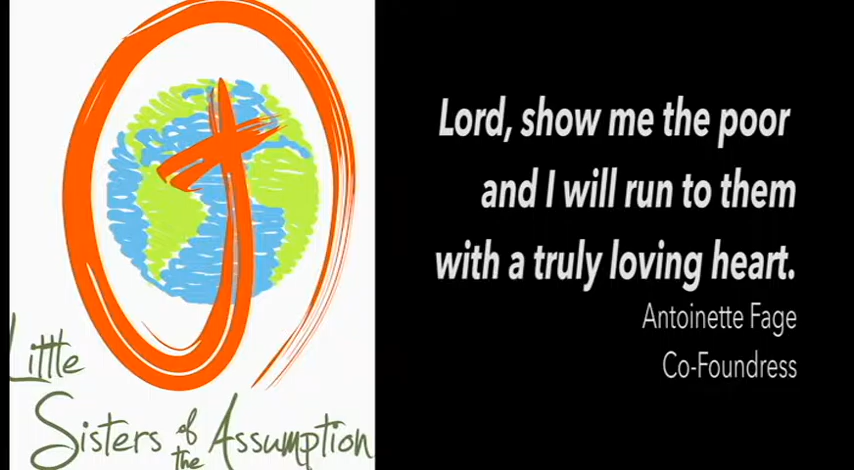 Little
Sisters of the Assumption
Lord, show me the poor
and I will run to them
with a truly loving heart.
Antoinette Fage
Co-Foundress